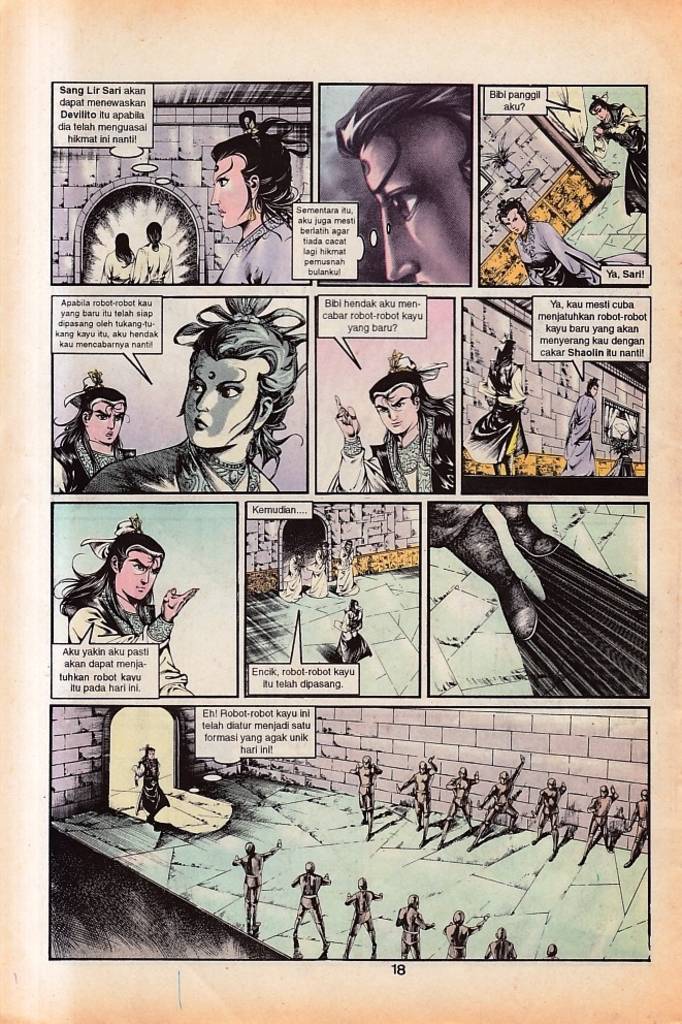 Sang Lir Sari akan
dapat menewaskan
Devilito itu apabila
dia telah menguasai
hikmat ini nanti!
Sementara itu,
aku juga mesti
berlatih agar
tiada cacat
lagi hikmat
pemusnah
bulanku!
Bibi panggil
aku?
Ya, Sari!
Apabila robot-robot kau
yang baru itu telah siap
dipasang oleh tukang-tu-
kang kayu itu, aku hendak
kau mencabarnya nanti!
Bibi hendak aku men-
cabar robot-robot kayu
yang baru?
Ya, kau mesti cuba
menjatuhkan robot-robot
kayu baru yang akan
menyerang kau dengan
cakar Shaolin itu nanti!
Aku yakin aku pasti
akan dapat menja-
tuhkan robot kayu
itu pada hari ini.
Kemudian....
Encik, robot-robot kayu
itu telah dipasang.
Eh! Robot-robot kayu ini
telah diatur menjadi satu
formasi yang agak unik
hari ini!
18